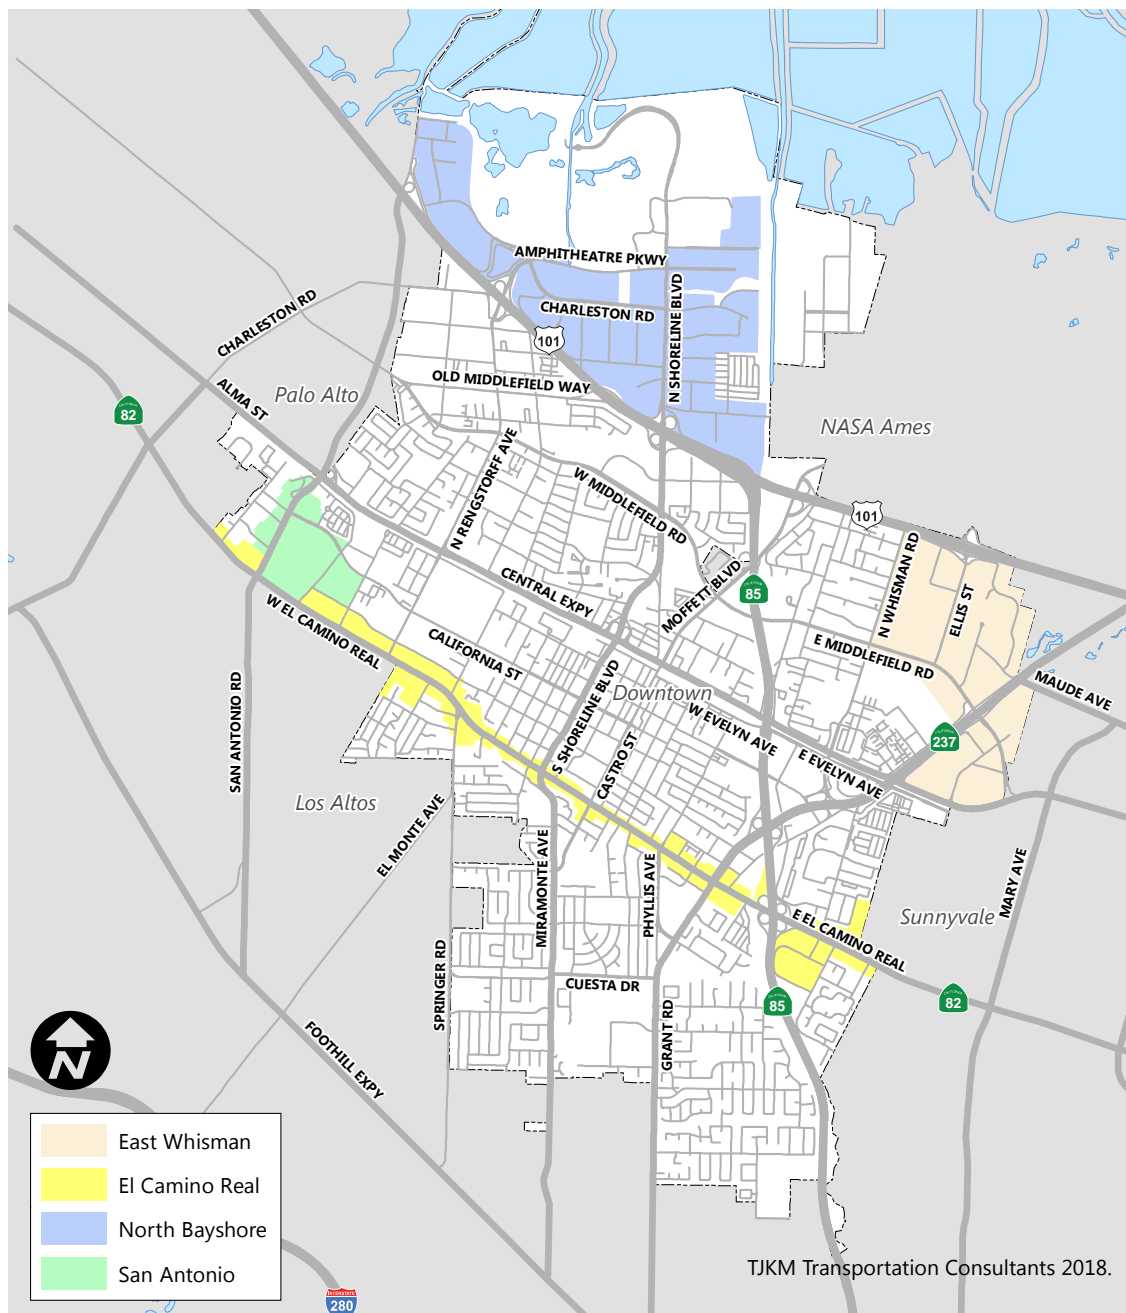 AMPHITHEATRE PKWY
CHARLESTON RD
N SHORELINE BLVD
CHARLESTON RD
101
OLD MIDDLEFIELD WAY
ALMA ST
Palo Alto
82
NASA Ames
N RENGSTORFF AVE
W MIDDLEFIELD RD
101
N WHISMAN RD
ELLIS ST
CENTRAL EXPY
MOFFETT BLVD
85
W EL CAMINO REAL
CALIFORNIA ST
E MIDDLEFIELD RD
MAUDE AVE
SAN ANTONIO RD
S SHORELINE BLVD
Downtown
W EVELYN AVE
237
CASTRO ST
E EVELYN AVE
Los Altos
EL MONTE AVE
MIRAMONTE AVE
PHYLLIS AVE
MARY AVE
Sunnyvale
E EL CAMINO REAL
SPRINGER RD
CUESTA DR
GRANT RD
85
82
FOOTHILL EXPY
N
East Whisman
El Camino Real
North Bayshore
San Antonio
TJKM Transportation Consultants 2018.
INTERSTATE
280